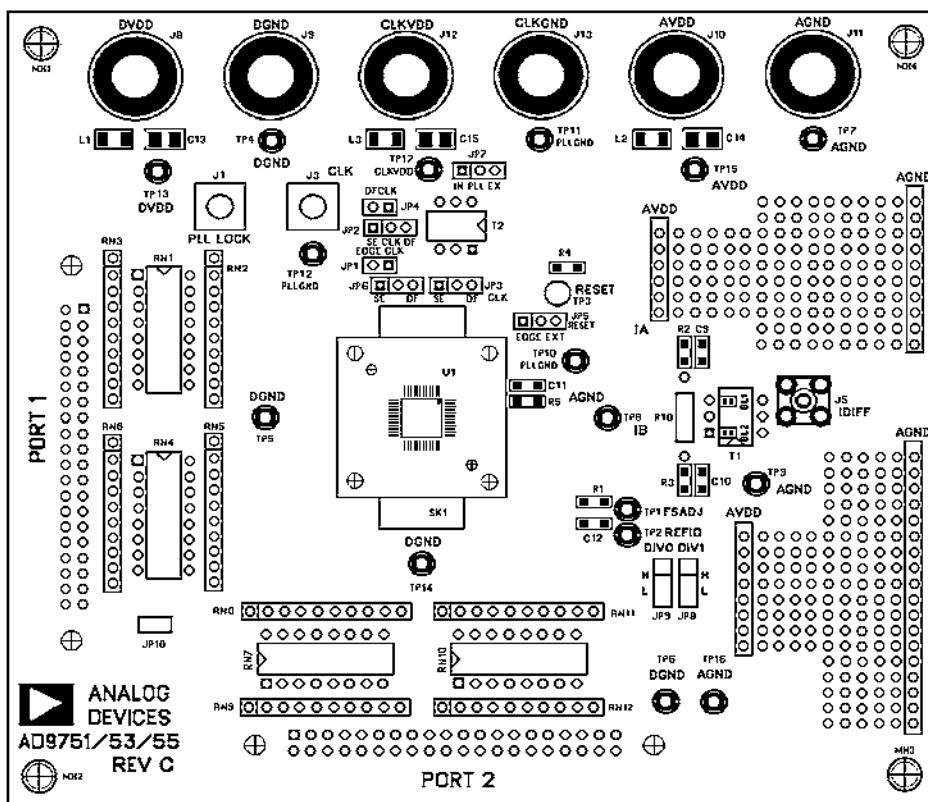 DVDD
DGND
CLKVDD
CLKGND
AVDD
AGND
J8
J9
J12
J13
J10
J11
L1
C13
TP4
DGND
L3
C15
TP11
PLLGND
L2
C14
TP7
AGND
TP13
DVDD
TP17
CLKVDD
JP7
IN PLL EX
TP15
AVDD
AGND
J1
PLL LOCK
J3
CLK
DFCLK
JP4
JP2
SE CLK DF
T2
AVDD
EDGE CLK
JP1
TP12
PLLGND
RN3
RN1
RN2
JP6
SE
DF
SE
DF
JP3
CLK
RESET
TP3
JP5
RESET
EDGE EXT
IA
R2
C9
TP10
PLLGND
U1
C11
R5
AGND
TP8
IB
R10
BL1
BL2
T1
J5
IDIFF
DGND
TP5
PORT 1
RN6
RN4
RN5
R3
C10
TP9
AGND
AGND
SK1
R1
TP1 FSADJ
C12
TP2 REFIO
AVDD
DIV0 DIV1
H
L
H
L
JP9
JP8
DGND
TP14
JP10
RN11
RN7
RN10
TP6
DGND
TP16
AGND
RN9
RN12
ANALOG
DEVICES
AD9751/53/55
REV C
PORT 2